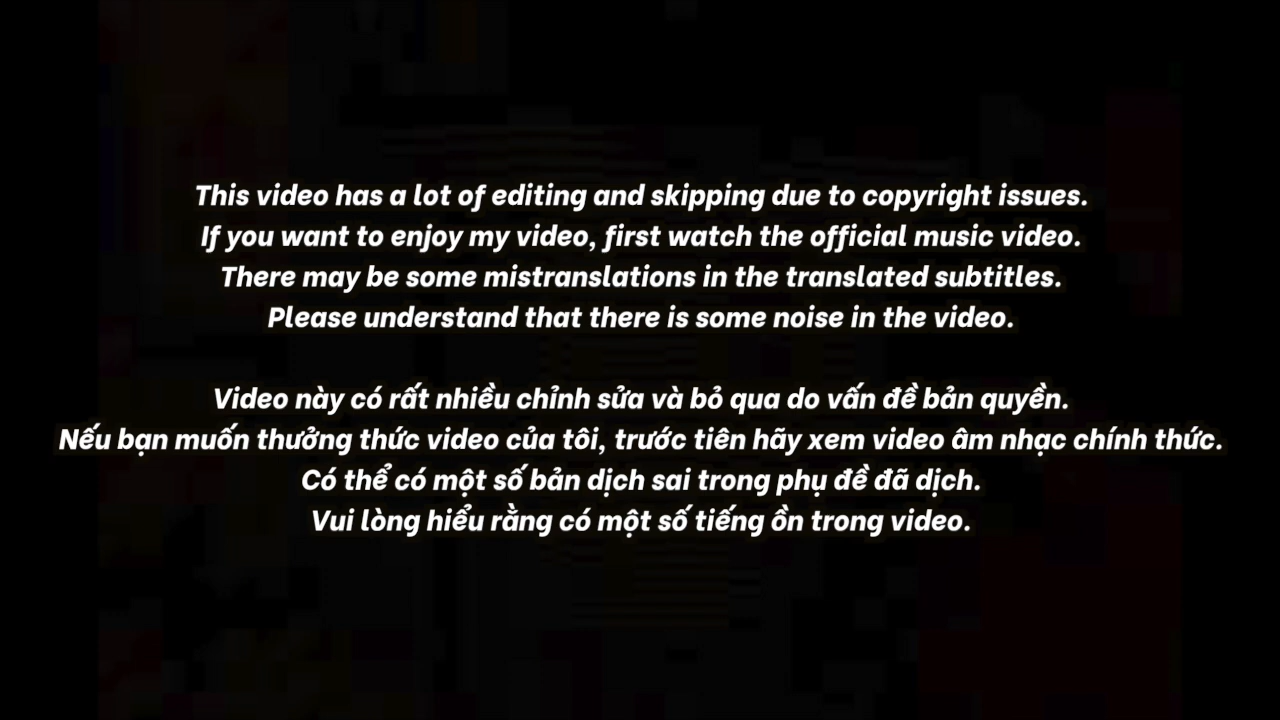 This video has a lot of editing and skipping due to copyright issues.
If you want to enjoy my video, first watch the official music video.
There may be some mistranslations in the translated subtitles.
Please understand that there is some noise in the video.
Video này có rất nhiều chỉnh sửa và bỏ qua do vấn đề bản quyền.
Nếu bạn muốn thưởng thức video của tôi, trước tiên hãy xem video âm nhạc chính thức.
Có thể có một số bản dịch sai trong phụ đề đã dịch.
Vui lòng hiểu rằng có một số tiếng ồn trong video.